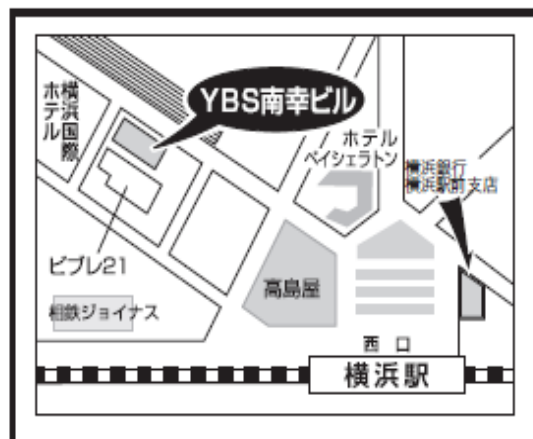 YBS南幸ビル
横浜国際
ホテル
ホテル
ベイシェラトン
横浜銀行
横浜駅前支店
ビブレ21
高島屋
相鉄ジョイナス
西口
横浜駅